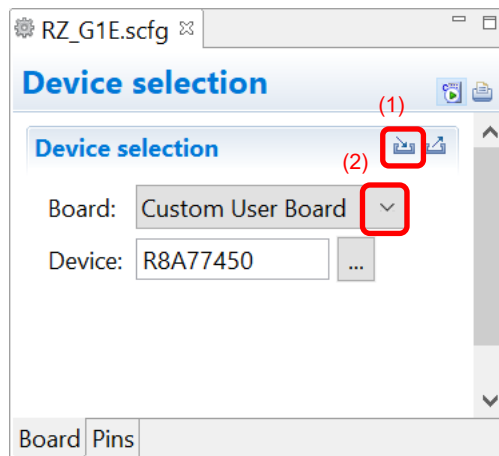 RZ_G1E.scfg
Device selection
(1)
Device selection
(2)
Board: Custom User Board
Device: R8A77450 ...
Board Pins